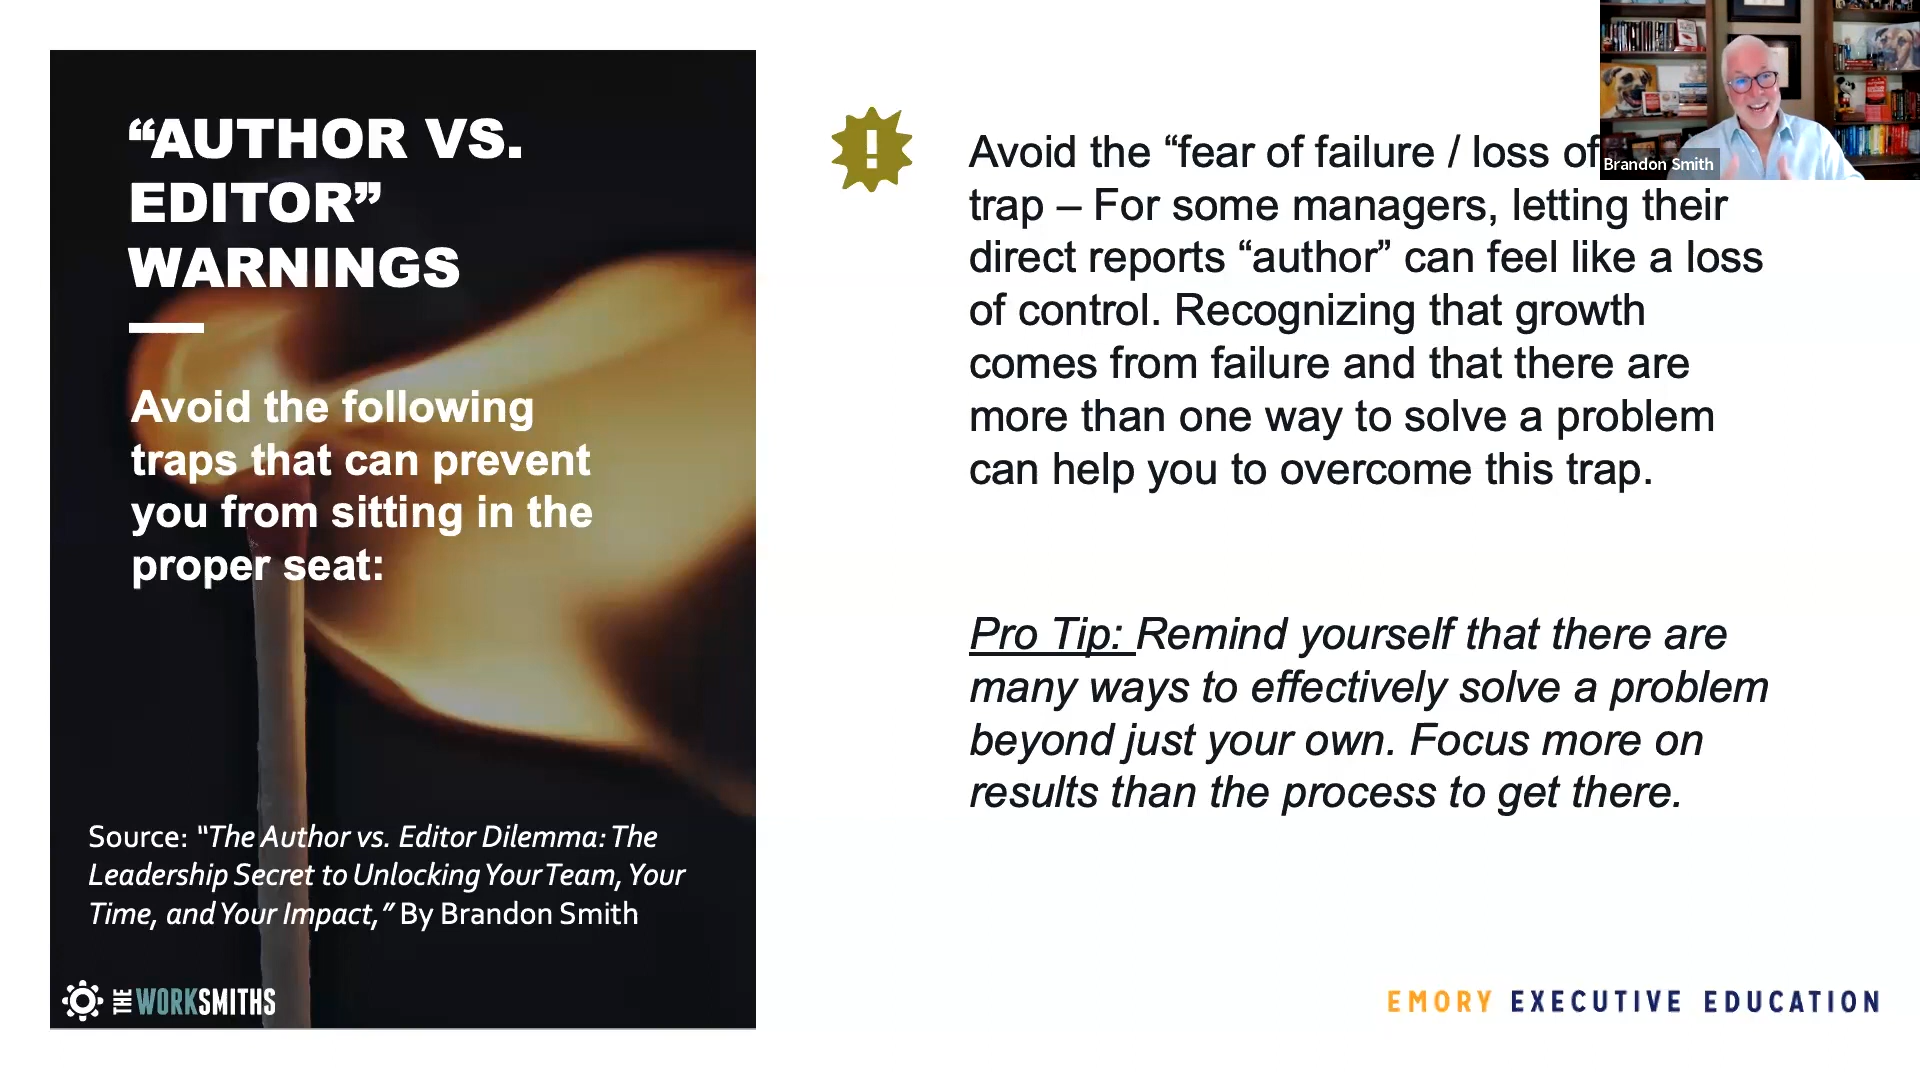 “AUTHOR VS.
EDITOR”
WARNINGS
Avoid the following
traps that can prevent
you from sitting in the
proper seat:
Source: “The Author vs. Editor Dilemma: The
Leadership Secret to Unlocking Your Team, Your
Time, and Your Impact,” By Brandon Smith
THE WORKSMITHS
!
Avoid the “fear of failure / loss of
trap – For some managers, letting their
direct reports “author” can feel like a loss
of control. Recognizing that growth
comes from failure and that there are
more than one way to solve a problem
can help you to overcome this trap.
Pro Tip: Remind yourself that there are
many ways to effectively solve a problem
beyond just your own. Focus more on
results than the process to get there.
Brandon Smith
EMORY EXECUTIVE EDUCATION